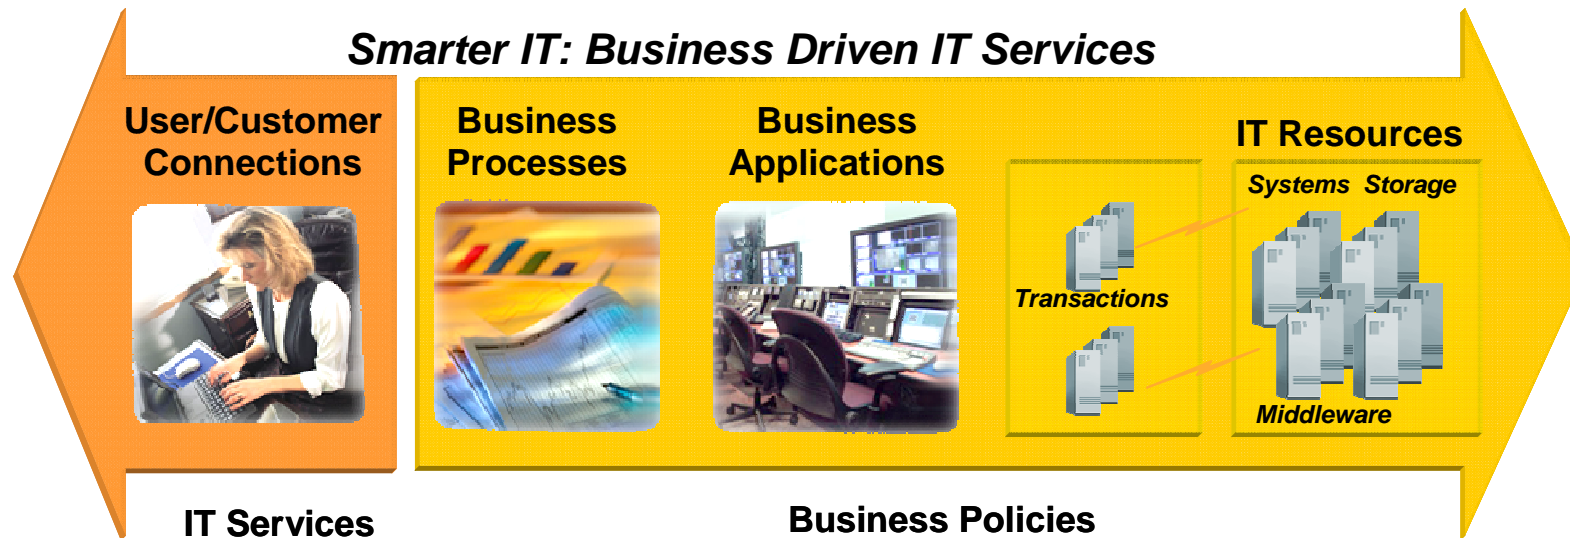 Smarter IT: Business Driven IT Services
User/Customer
Connections
Business
Processes
Business
Applications
IT Resources
Systems Storage
Transactions
Middleware
IT Services
Business Policies